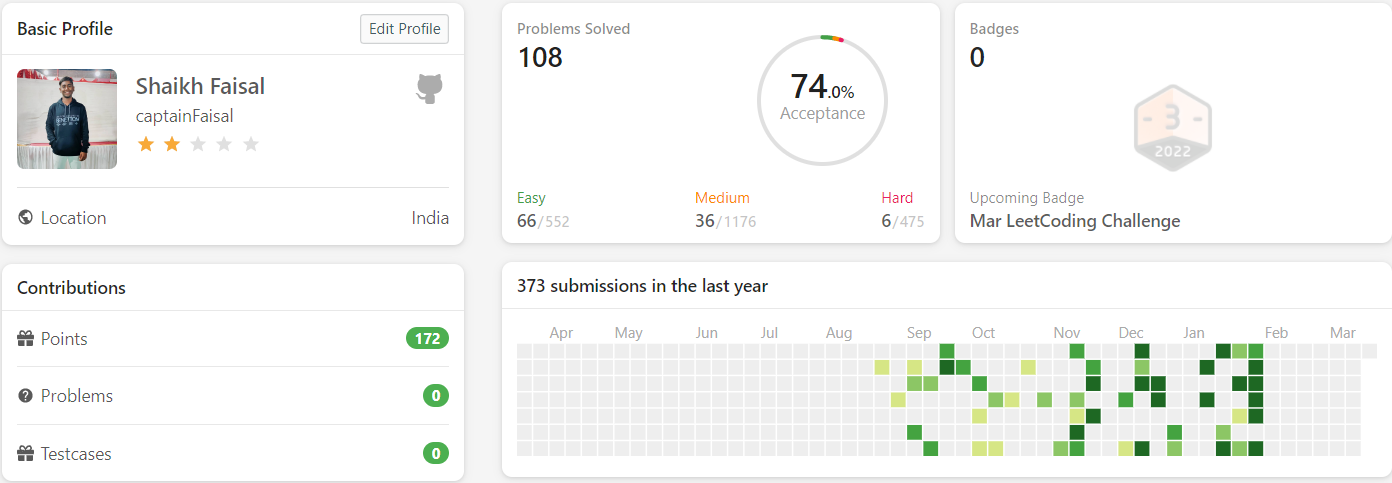 Basic Profile
Edit Profile
Shaikh Faisal
captainFaisal
Location
India
Contributions
Points
172
Problems
0
Testcases
0
Problems Solved
108
74.0%
Acceptance
Easy
66/552
Medium
36/1176
Hard
6/475
Badges
0
3
2022
Upcoming Badge
Mar LeetCoding Challenge
373 submissions in the last year
Apr May Jun Jul Aug Sep Oct Nov Dec Jan Feb Mar